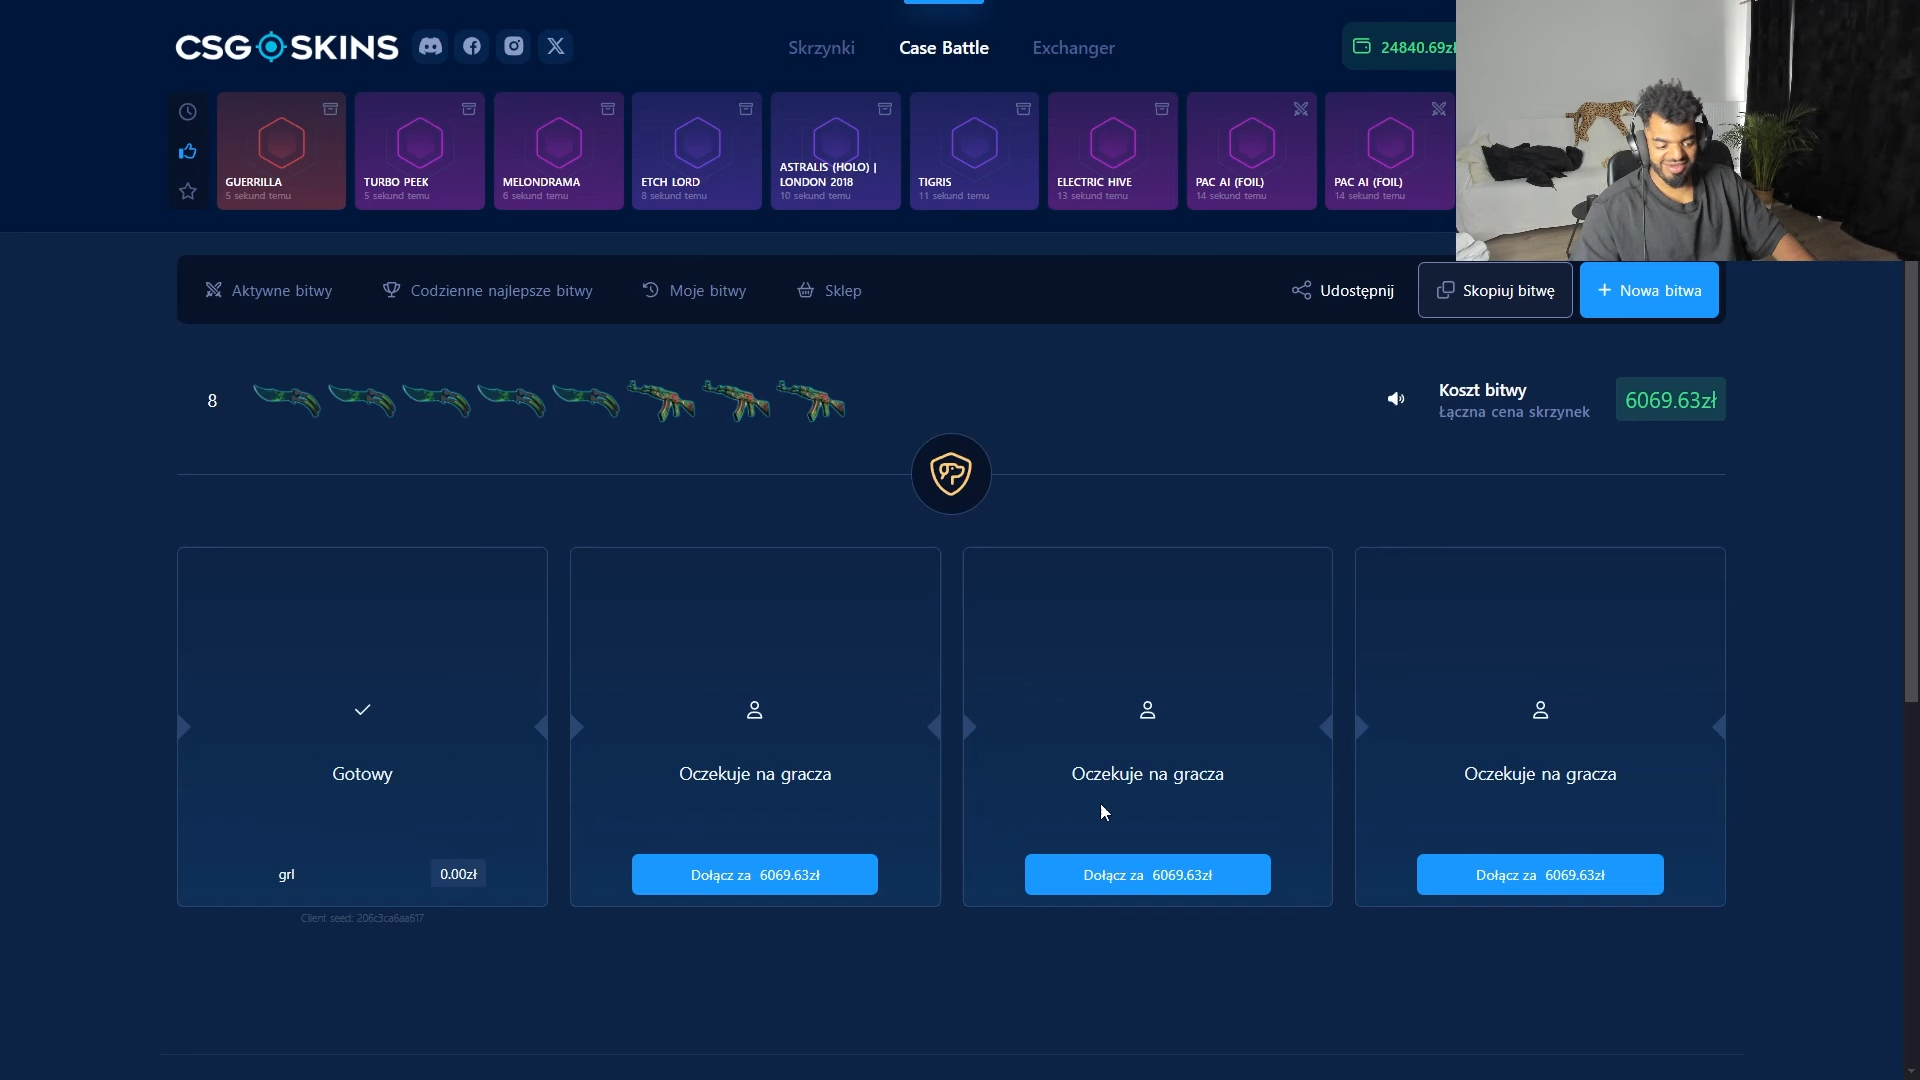 CSG SKINS
Skrzynki
Case Battle
Exchanger
24840.69zł
GUERRILLA
5 sekund temu
TURBO PEEK
5 sekund temu
MELONDRAMA
6 sekund temu
ETCH LORD
8 sekund temu
ASTRALIS (HOLO) |
LONDON 2018
10 sekund temu
TIGRIS
11 sekund temu
ELECTRIC HIVE
13 sekund temu
PAC AI (FOIL)
14 sekund temu
PAC AI (FOIL)
14 sekund temu
Aktywne bitwy
Codzienne najlepsze bitwy
Moje bitwy
Sklep
Udostępnij
Skopiuj bitwę
+ Nowa bitwa
8
Koszt bitwy
Łączna cena skrzynek
6069.63zł
Gotowy
grl
0.00zł
Client seed: 206c3ca6aa617
Oczekuje na gracza
Dołącz za 6069.63zł
Oczekuje na gracza
Dołącz za 6069.63zł
Oczekuje na gracza
Dołącz za 6069.63zł